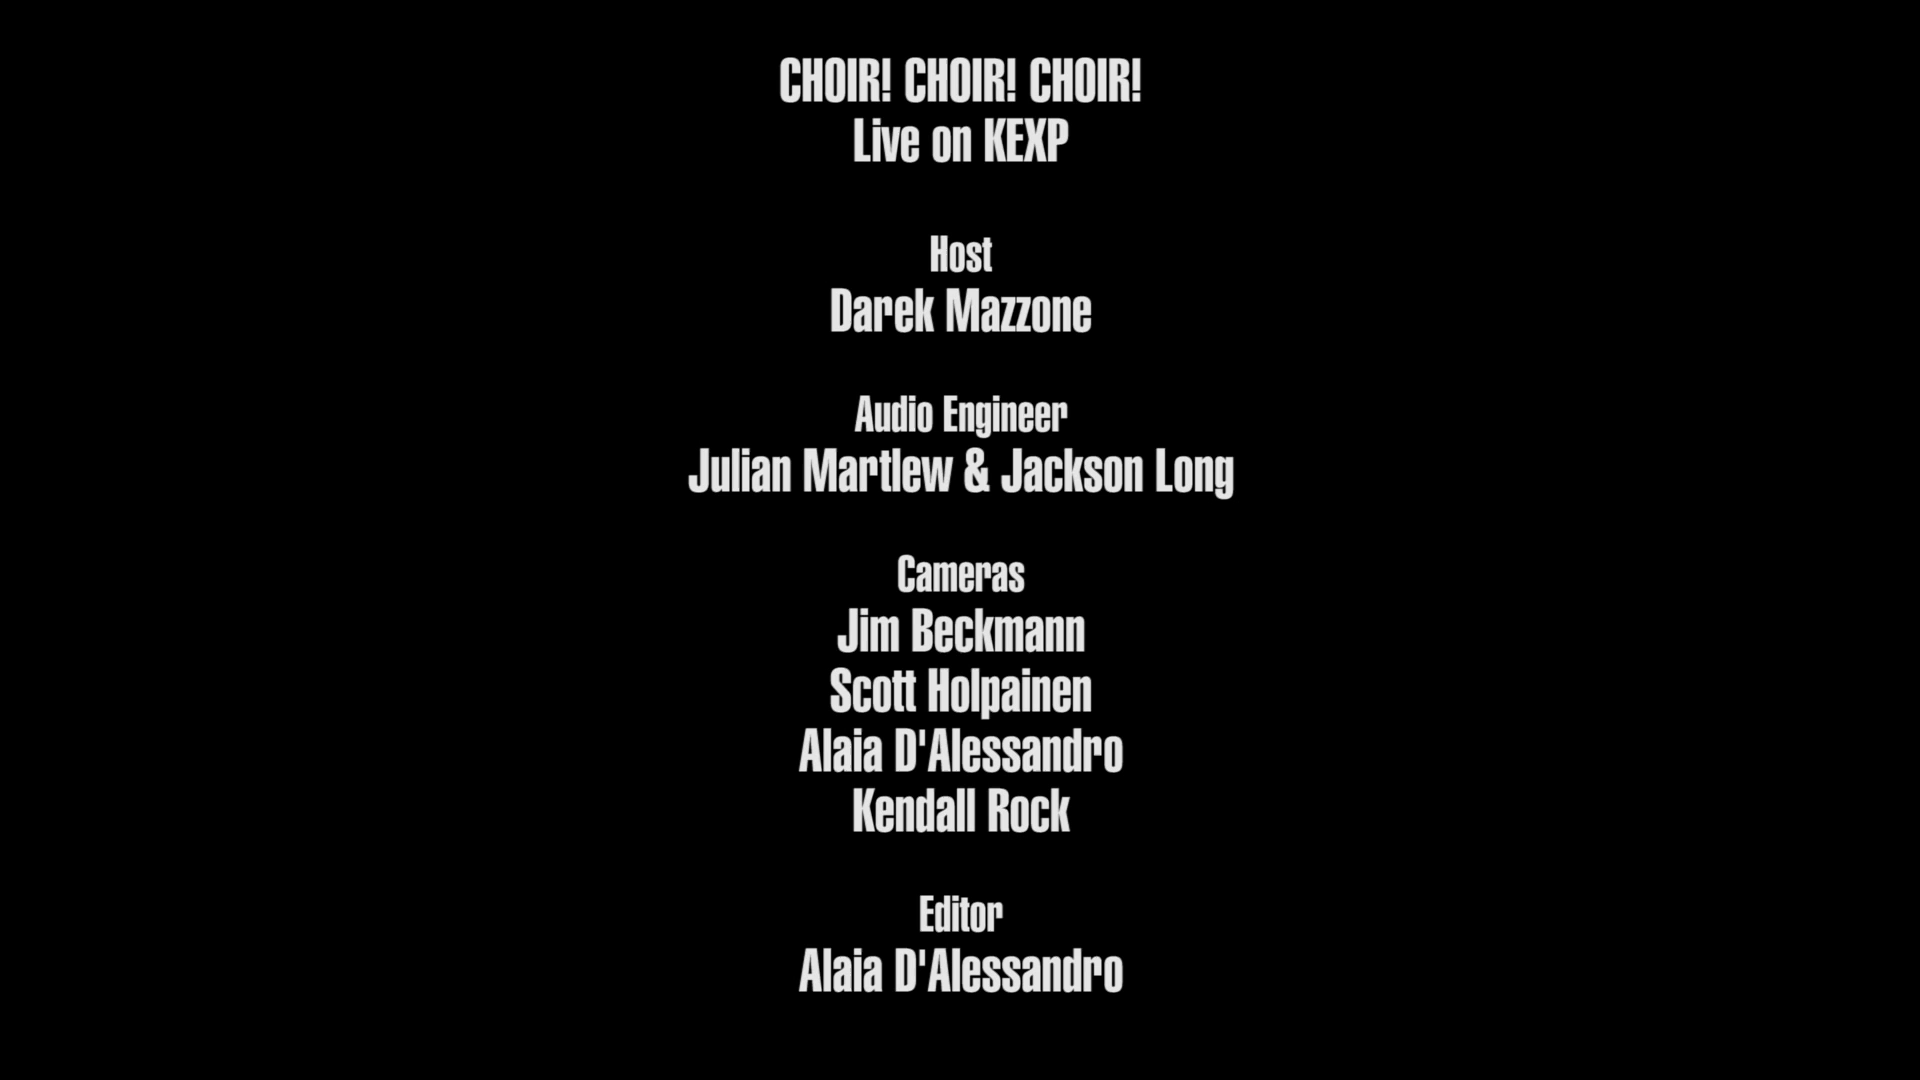 CHOIR! CHOIR! CHOIR!
Live on KEXP
Host
Darek Mazzone
Audio Engineer
Julian Martlew & Jackson Long
Cameras
Jim Beckmann
Scott Holpainen
Alaia D'Alessandro
Kendall Rock
Editor
Alaia D'Alessandro